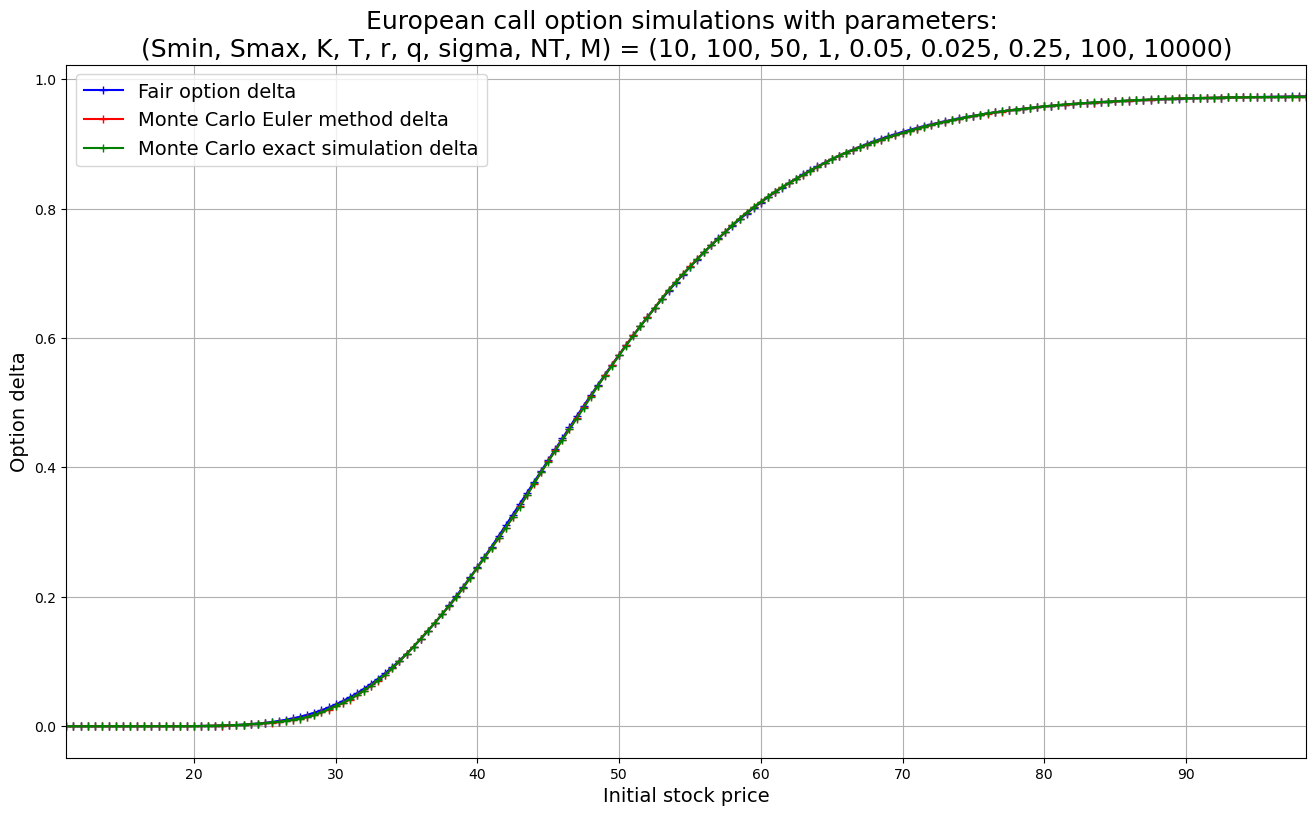 European call option simulations with parameters:
(Smin, Smax, K, T, r, q, sigma, NT, M) = (10, 100, 50, 1, 0.05, 0.025, 0.25, 100, 10000)
Fair option delta
Monte Carlo Euler method delta
Monte Carlo exact simulation delta
Option delta
1.0
0.8
0.6
0.4
0.2
0.0
20 30 40 50 60 70 80 90
Initial stock price